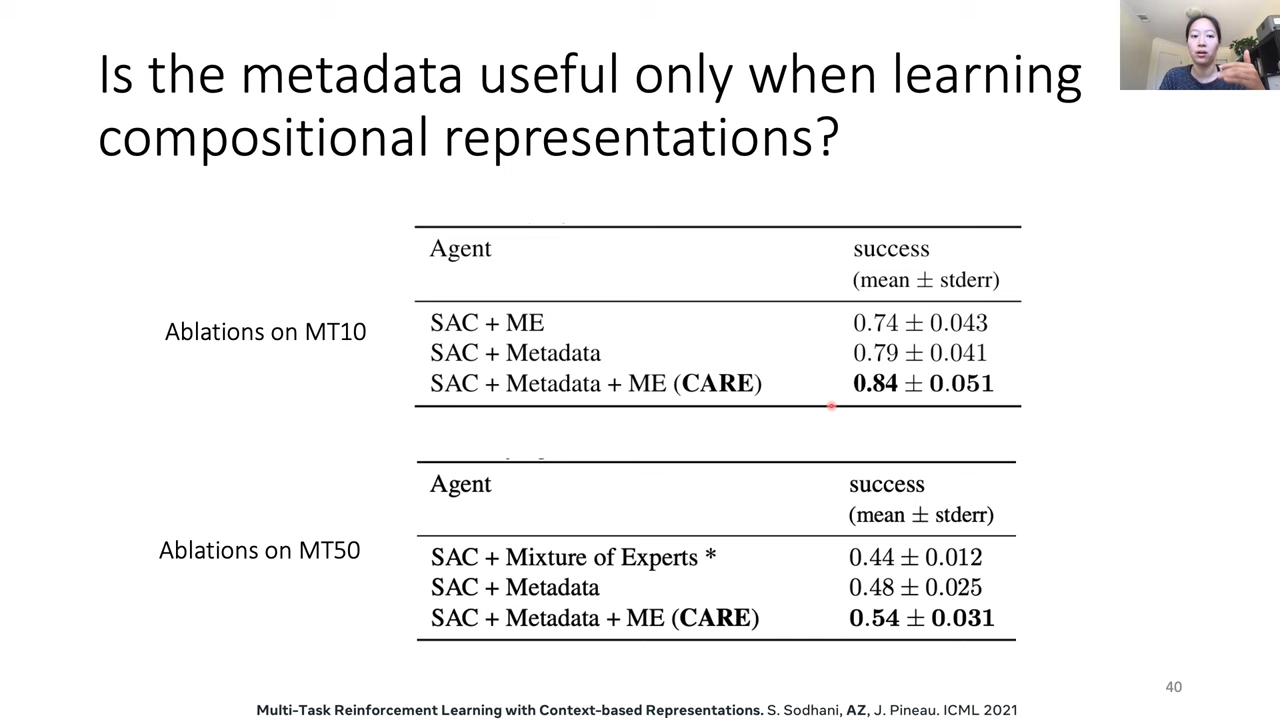 Is the metadata useful only when learning
compositional representations?
Ablations on MT10
Agent success
(mean ± stderr)
SAC + ME 0.74 ± 0.043
SAC + Metadata 0.79 ± 0.041
SAC + Metadata + ME (CARE) 0.84 ± 0.051
Ablations on MT50
Agent success
(mean ± stderr)
SAC + Mixture of Experts * 0.44 ± 0.012
SAC + Metadata 0.48 ± 0.025
SAC + Metadata + ME (CARE) 0.54 ± 0.031
40
Multi-Task Reinforcement Learning with Context-based Representations. S. Sodhani, AZ, J. Pineau. ICML 2021